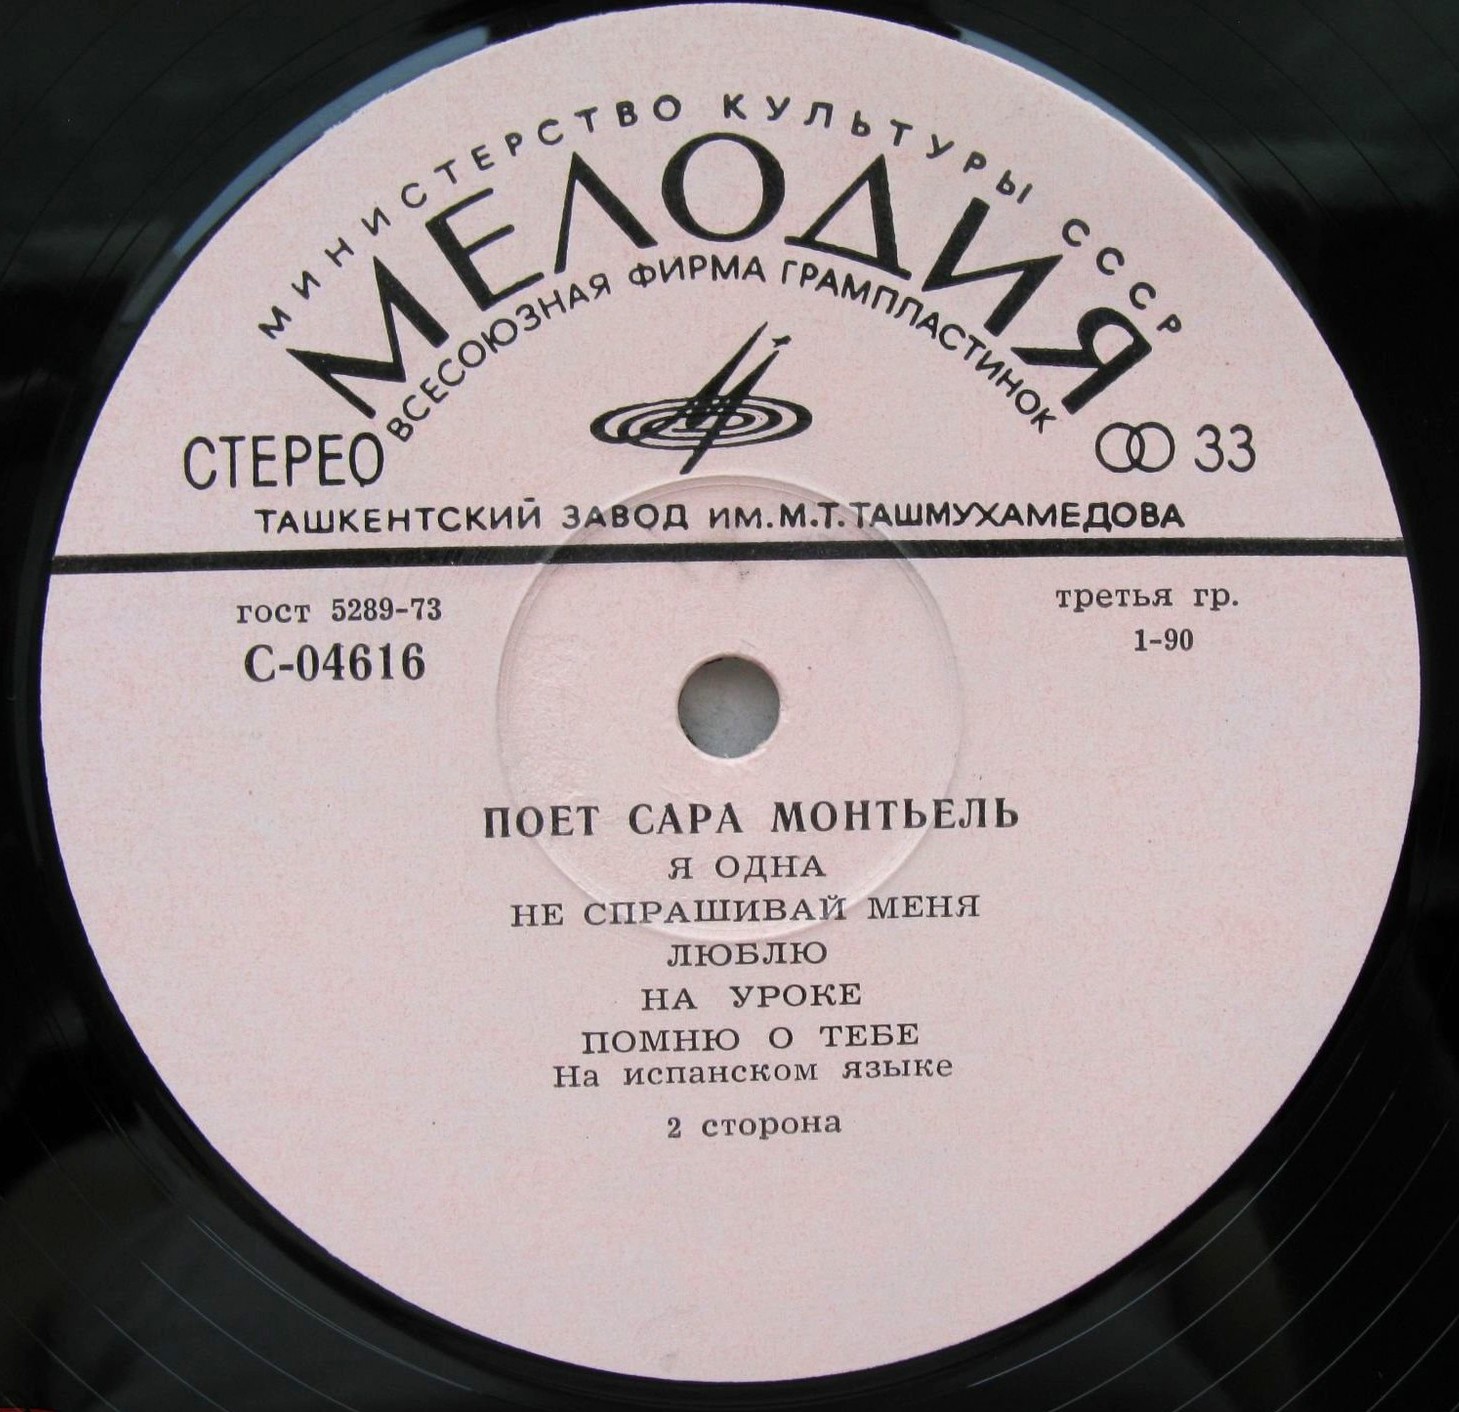 МИНИСТЕРСТВО КУЛЬТУРЫ СССР
МЕЛОДИЯ
ВСЕСОЮЗНАЯ ФИРМА ГРАМПЛАСТИНОК
СТЕРЕО
33
ТАШКЕНТСКИЙ ЗАВОД ИМ. М.Т. ТАШМУХАМЕДОВА
гост 5289-73
третья гр.
С-04616
1-90
ПОЕТ САРА МОНТЬЕЛЬ
Я ОДНА
НЕ СПРАШИВАЙ МЕНЯ
ЛЮБЛЮ
НА УРОКЕ
ПОМНЮ О ТЕБЕ
На испанском языке
2 сторона